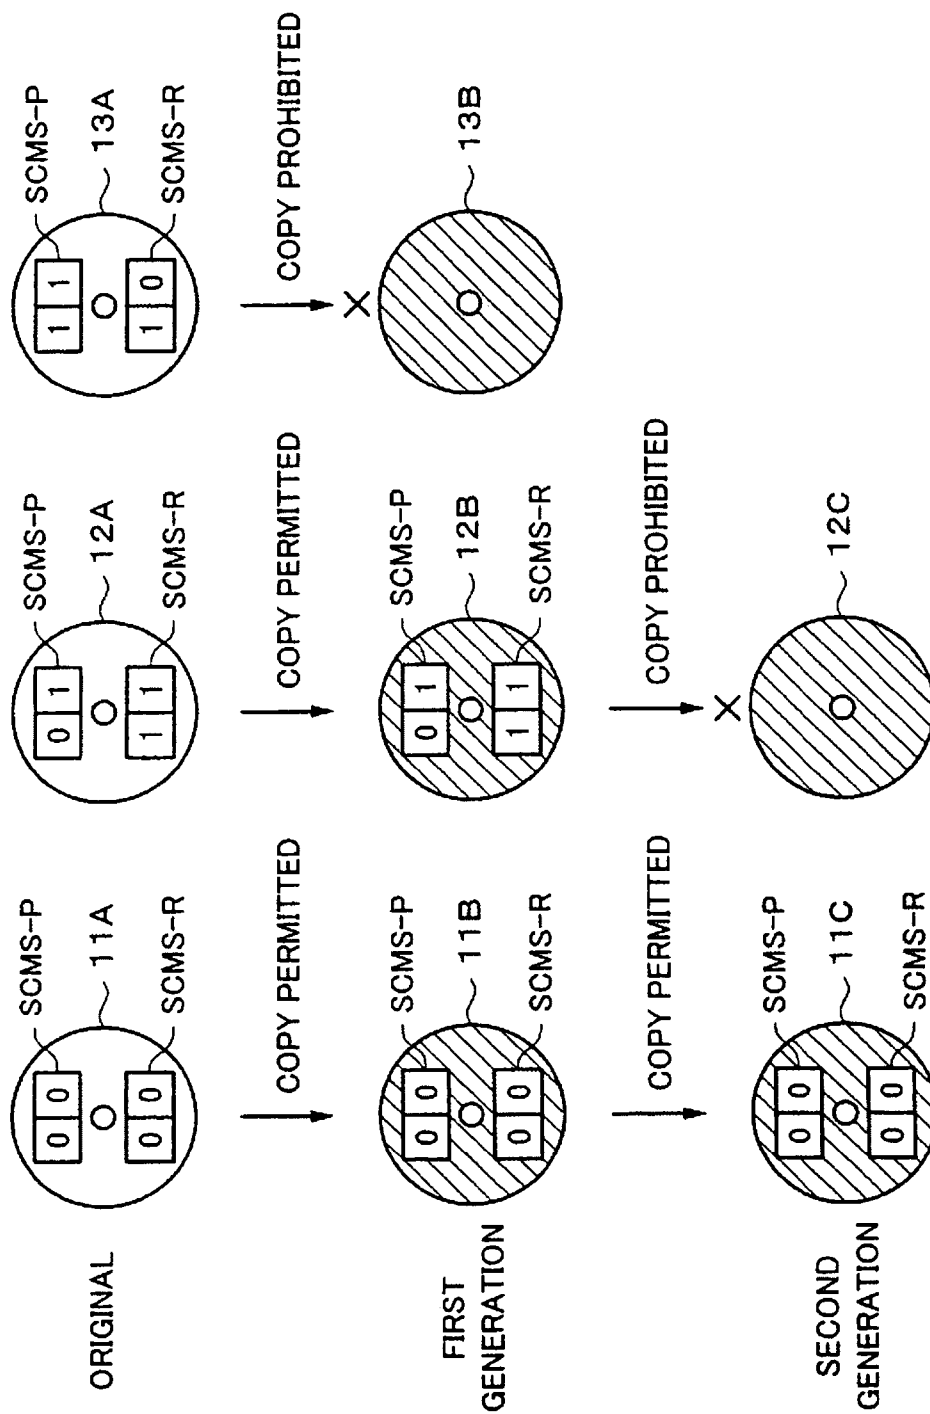 SCMS-P SCMS-P SCMS-P
0 0 0 1 1 1
ORIGINAL 11A 12A 13A
0 0 1 1 1 0
SCMS-R SCMS-R SCMS-R
COPY PERMITTED COPY PERMITTED COPY PROHIBITED
SCMS-P SCMS-P
0 0 0 1
FIRST
GENERATION 11B 12B 13B
0 0 1 1
SCMS-R SCMS-R
COPY PERMITTED COPY PROHIBITED
SCMS-P
0 0
SECOND
GENERATION 11C 12C
0 0
SCMS-R